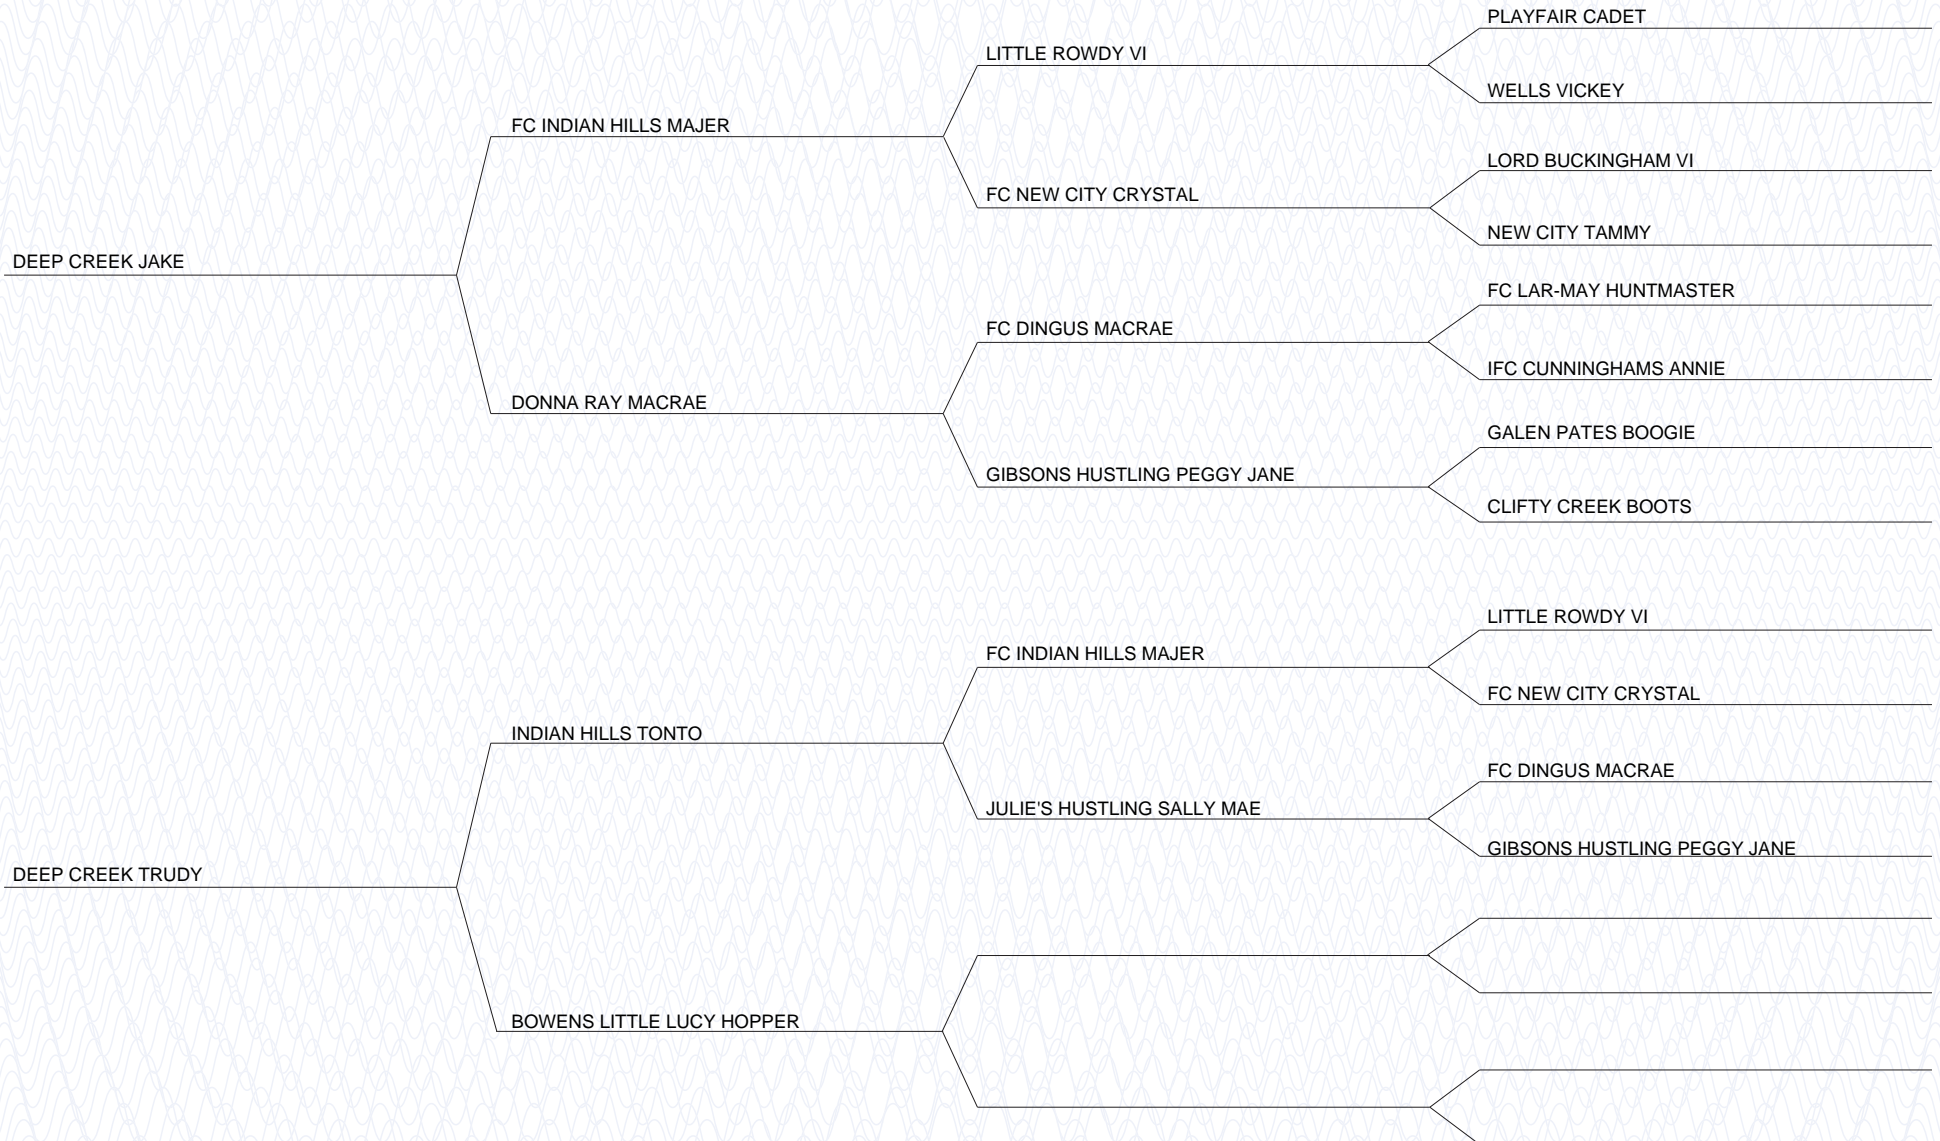 PLAYFAIR CADET
LITTLE ROWDY VI
WELLS VICKEY
FC INDIAN HILLS MAJER
LORD BUCKINGHAM VI
FC NEW CITY CRYSTAL
NEW CITY TAMMY
DEEP CREEK JAKE
FC LAR-MAY HUNTMASTER
FC DINGUS MACRAE
IFC CUNNINGHAMS ANNIE
DONNA RAY MACRAE
GALEN PATES BOOGIE
GIBSONS HUSTLING PEGGY JANE
CLIFTY CREEK BOOTS
LITTLE ROWDY VI
FC INDIAN HILLS MAJER
FC NEW CITY CRYSTAL
INDIAN HILLS TONTO
FC DINGUS MACRAE
JULIE'S HUSTLING SALLY MAE
GIBSONS HUSTLING PEGGY JANE
DEEP CREEK TRUDY
BOWENS LITTLE LUCY HOPPER